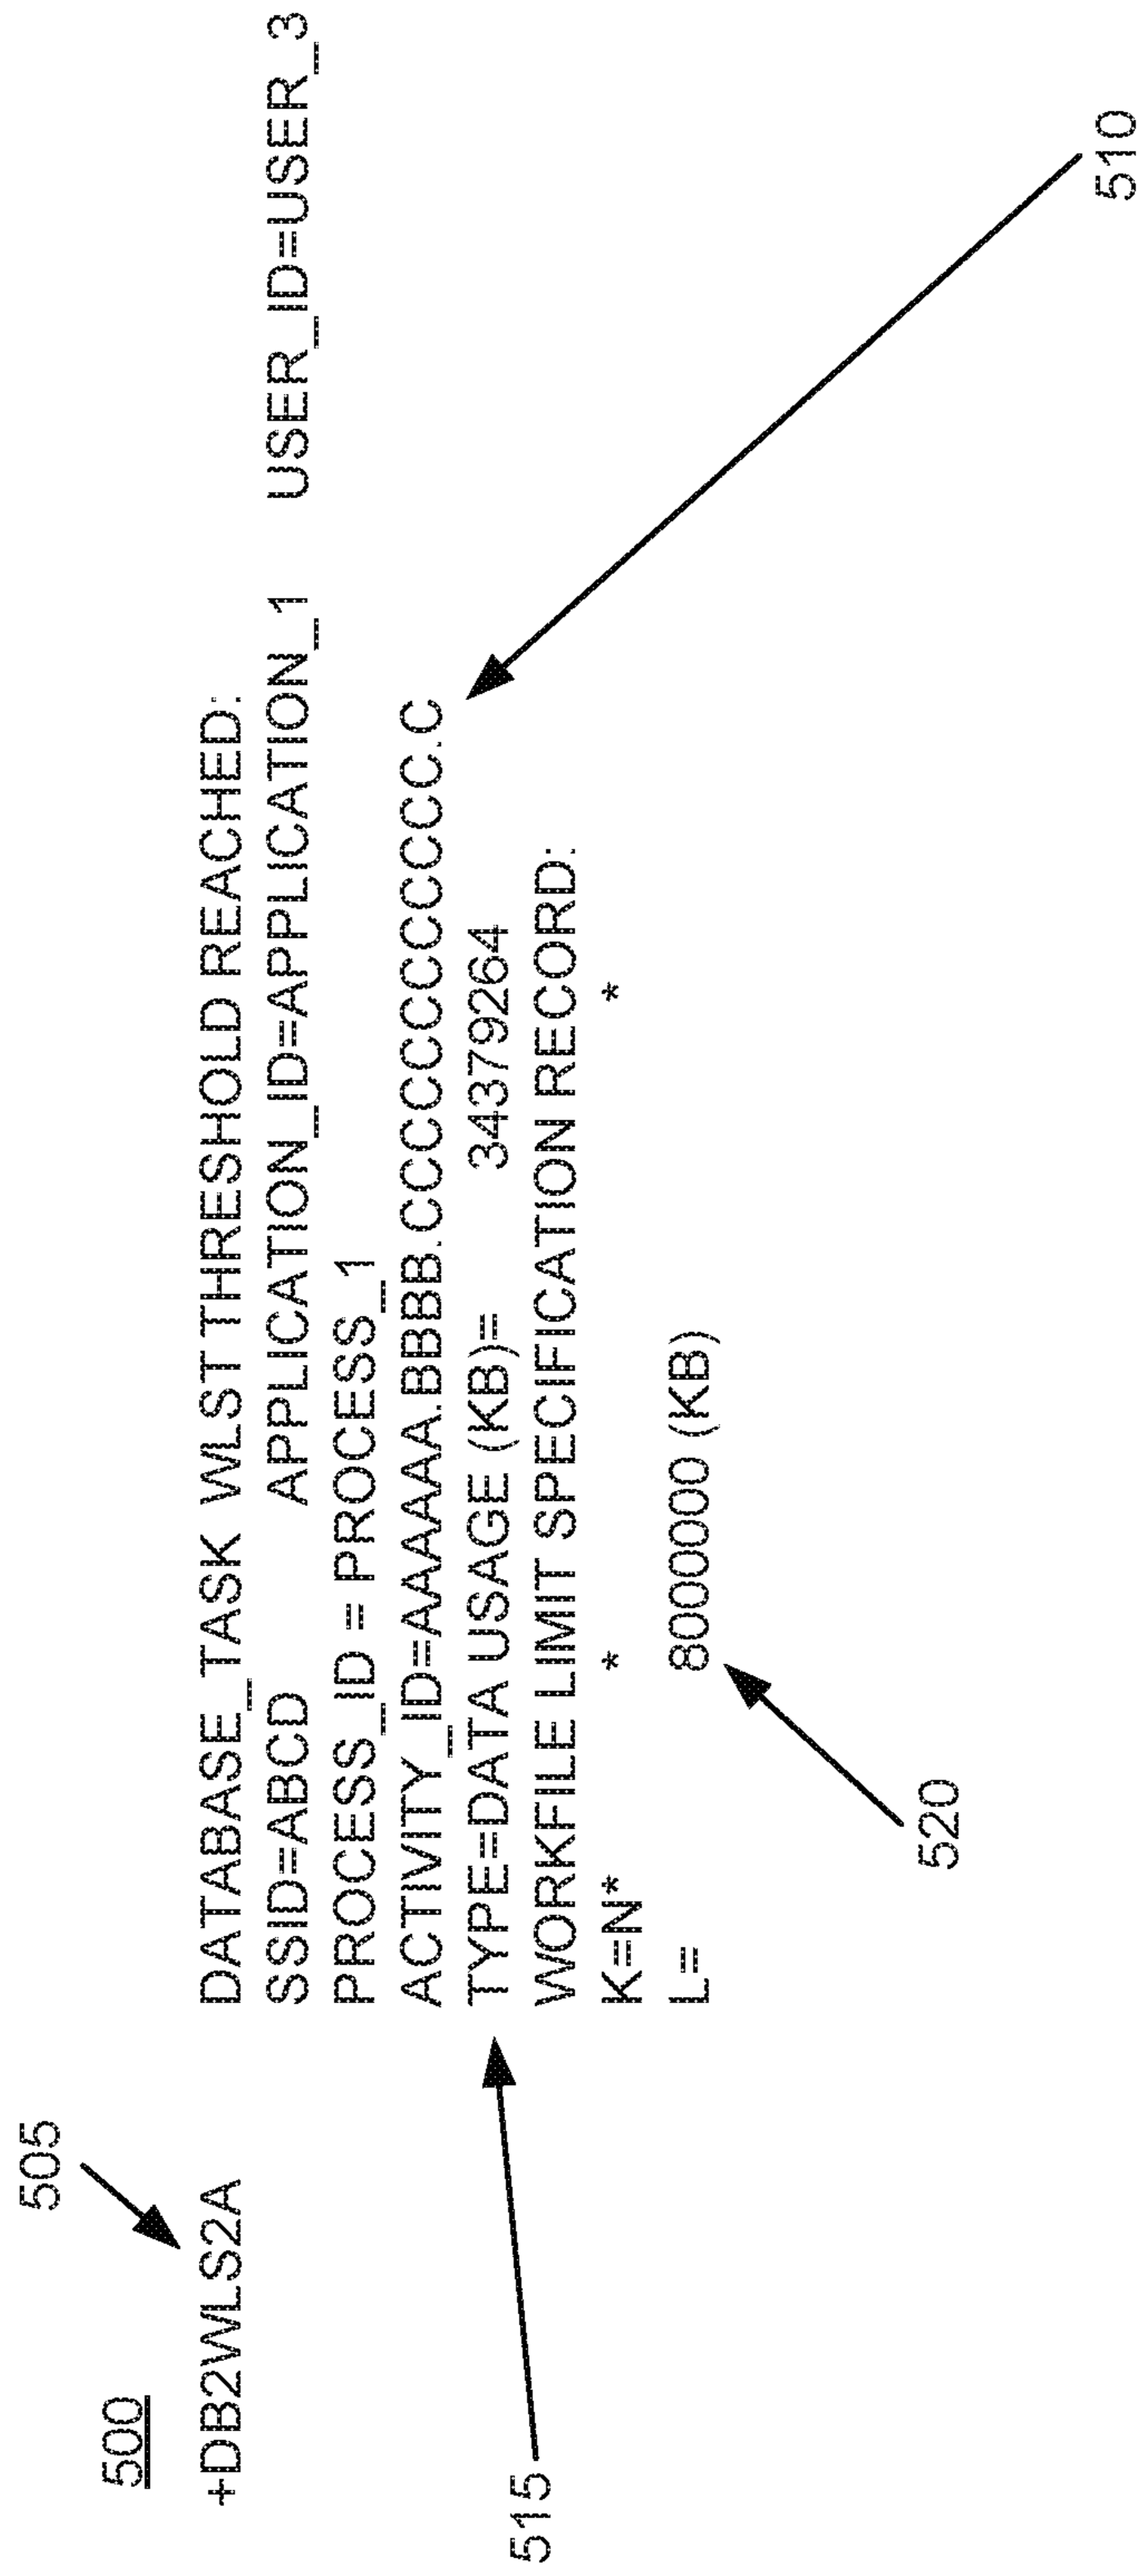 500
505
+DB2WLS2A
DATABASE_TASK WLST THRESHOLD REACHED:
SSID=ABCD APPLICATION_ID=APPLICATION_1 USER_ID=USER_3
PROCESS_ID = PROCESS_1
ACTIVITY_ID=AAAAAA.BBBB.CCCCCCCCCCCCCC.C
TYPE=DATA USAGE (KB)= 34379264
WORKFILE LIMIT SPECIFICATION RECORD:
K=N* * *
L= 8000000 (KB)
515
520
510